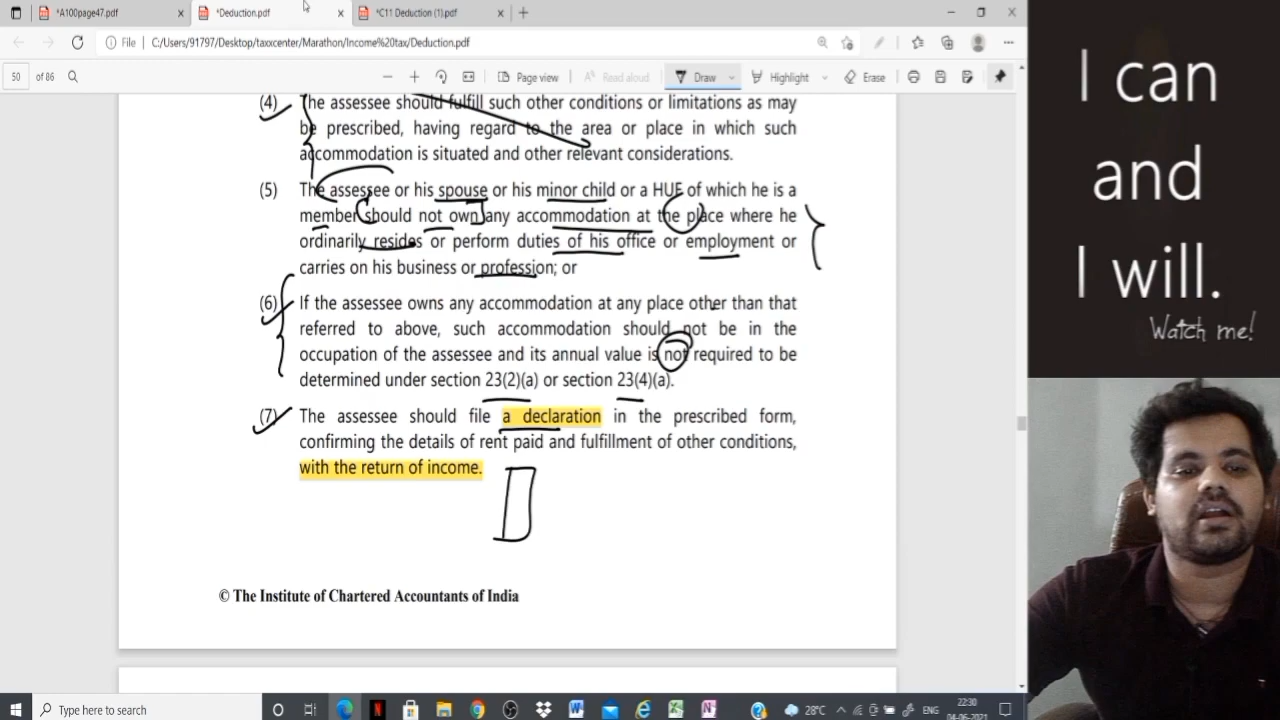 *A100page47.pdf
*Deduction.pdf
*C11 Deduction (1).pdf
File
C:/Users/91797/Desktop/taxxcenter/Marathon/Income%20tax/Deduction.pdf
50 of 86
Page view
Read aloud
Draw
Highlight
Erase
(4) The assessee should fulfill such other conditions or limitations as may
be prescribed, having regard to the area or place in which such
accommodation is situated and other relevant considerations.
(5) The assessee or his spouse or his minor child or a HUF of which he is a
member should not own any accommodation at the place where he
ordinarily resides or perform duties of his office or employment or
carries on his business or profession; or
(6) If the assessee owns any accommodation at any place other than that
referred to above, such accommodation should not be in the
occupation of the assessee and its annual value is not required to be
determined under section 23(2)(a) or section 23(4)(a).
(7) The assessee should file a declaration in the prescribed form,
confirming the details of rent paid and fulfillment of other conditions,
with the return of income.
© The Institute of Chartered Accountants of India
I can
and
I will.
Watch me!
Type here to search
28°C
ENG
22:30
04-06-2021